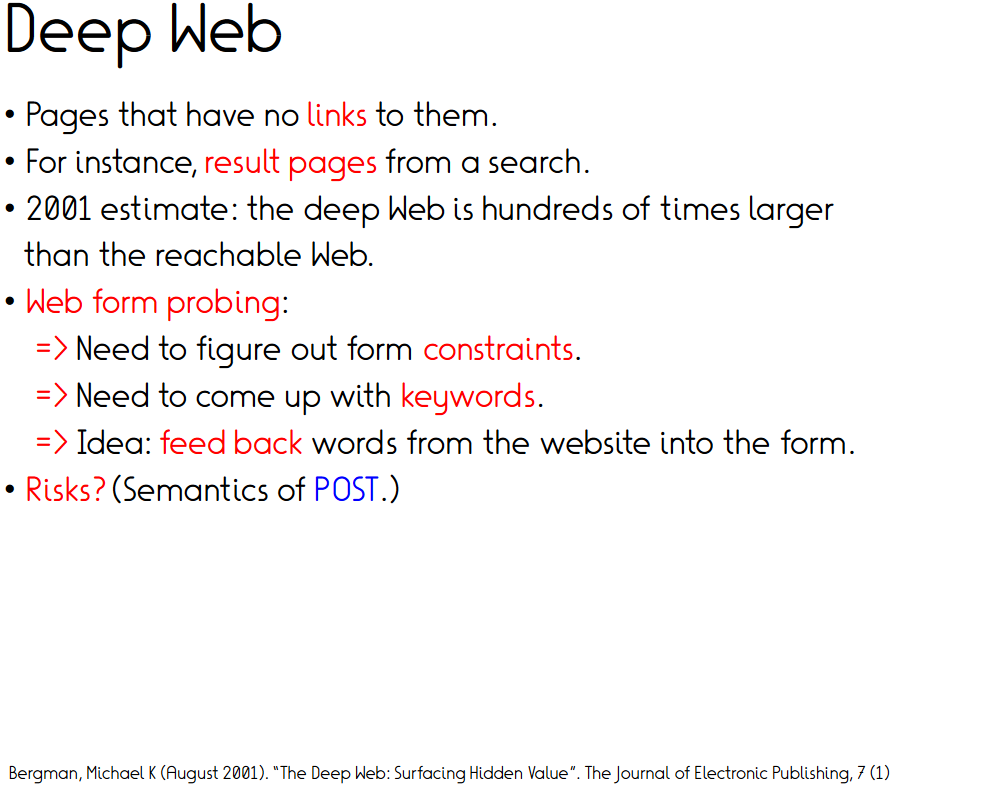 Deep Web
• Pages that have no links to them.
• For instance, result pages from a search.
• 2001 estimate: the deep Web is hundreds of times larger
than the reachable Web.
• Web form probing:
=> Need to figure out form constraints.
=> Need to come up with keywords.
=> Idea: feed back words from the website into the form.
• Risks? (Semantics of POST.)
Bergman, Michael K (August 2001). "The Deep Web: Surfacing Hidden Value". The Journal of Electronic Publishing, 7 (1)